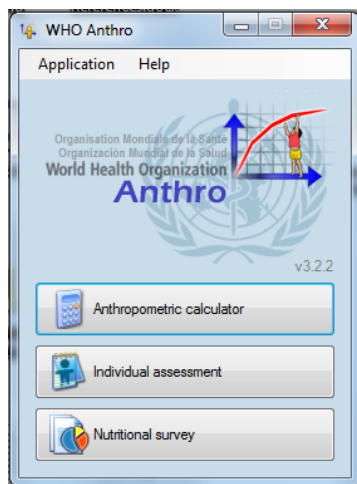 WHO Anthro
Application Help
Organisation Mondiale de la Santé
Organización Mundial de la Salud
World Health Organization
Anthro
v3.2.2
Anthropometric calculator
Individual assessment
Nutritional survey